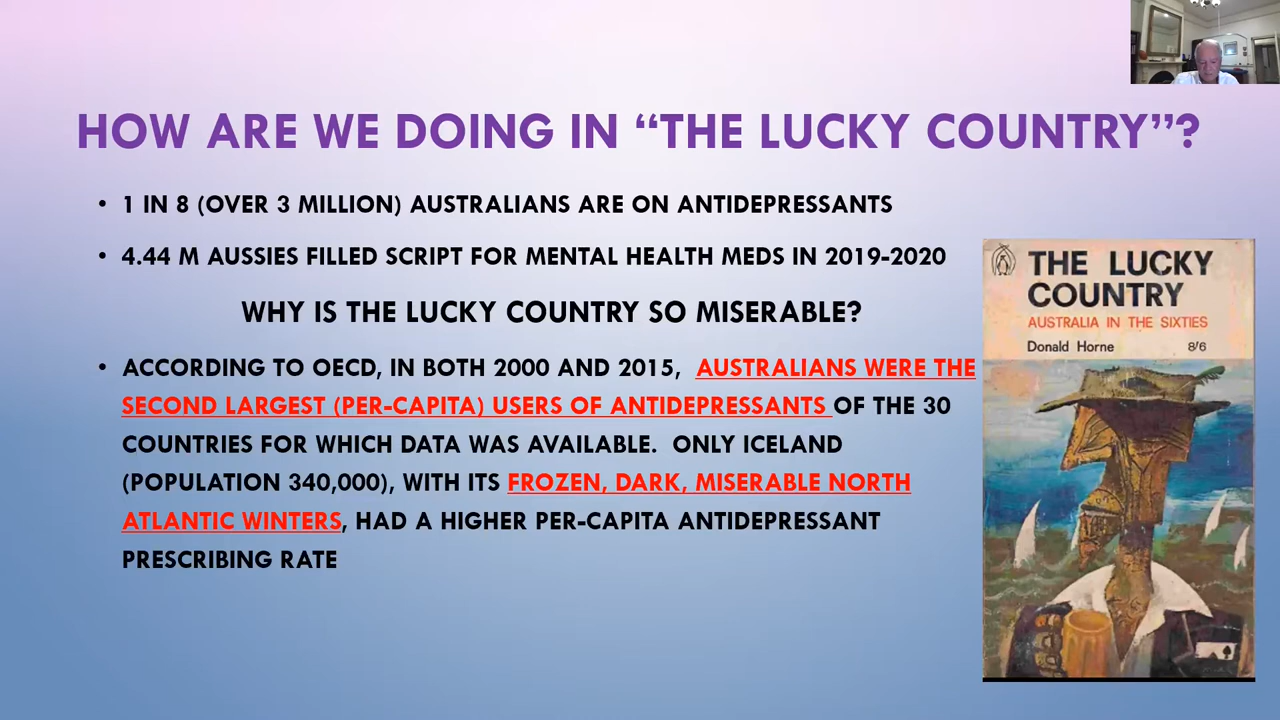 HOW ARE WE DOING IN “THE LUCKY COUNTRY”?
• 1 IN 8 (OVER 3 MILLION) AUSTRALIANS ARE ON ANTIDEPRESSANTS
• 4.44 M AUSSIES FILLED SCRIPT FOR MENTAL HEALTH MEDS IN 2019-2020
WHY IS THE LUCKY COUNTRY SO MISERABLE?
• ACCORDING TO OECD, IN BOTH 2000 AND 2015, AUSTRALIANS WERE THE
SECOND LARGEST (PER-CAPITA) USERS OF ANTIDEPRESSANTS OF THE 30
COUNTRIES FOR WHICH DATA WAS AVAILABLE. ONLY ICELAND
(POPULATION 340,000), WITH ITS FROZEN, DARK, MISERABLE NORTH
ATLANTIC WINTERS, HAD A HIGHER PER-CAPITA ANTIDEPRESSANT
PRESCRIBING RATE
THE LUCKY
COUNTRY
AUSTRALIA IN THE SIXTIES
Donald Horne 8/6